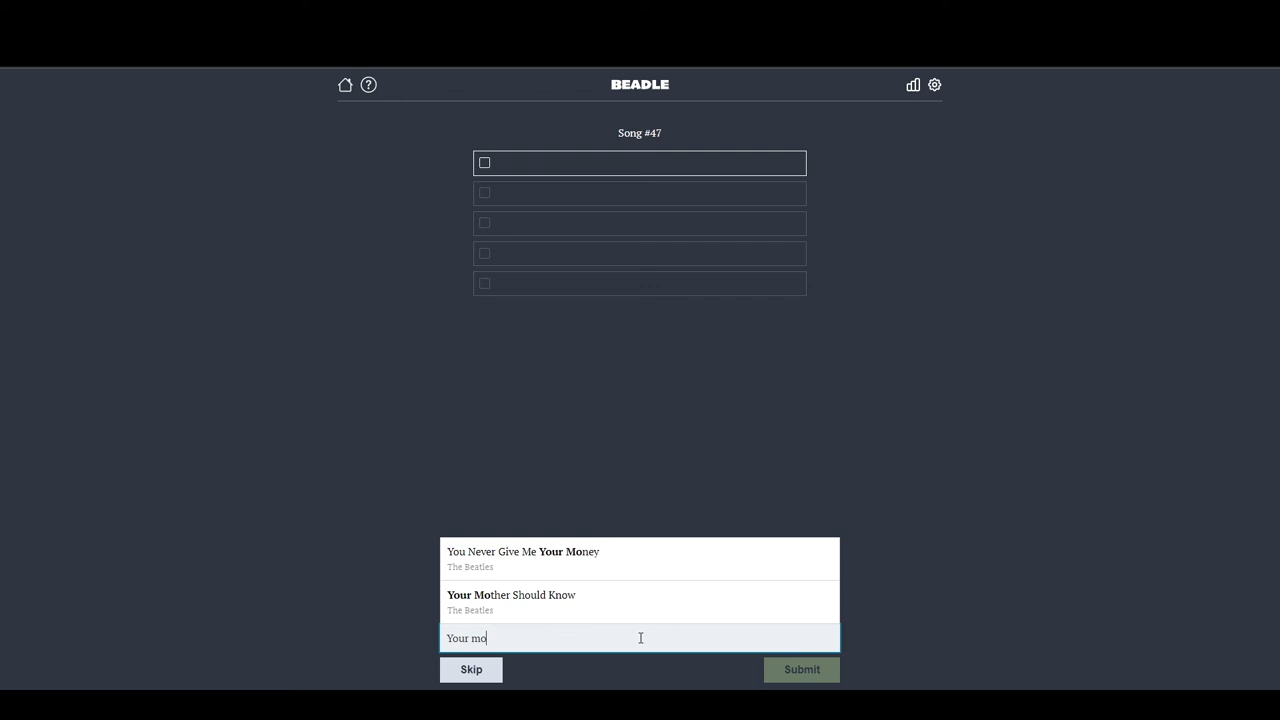 BEADLE
Song #47
You Never Give Me Your Money
The Beatles
Your Mother Should Know
The Beatles
Your mo
Skip
Submit